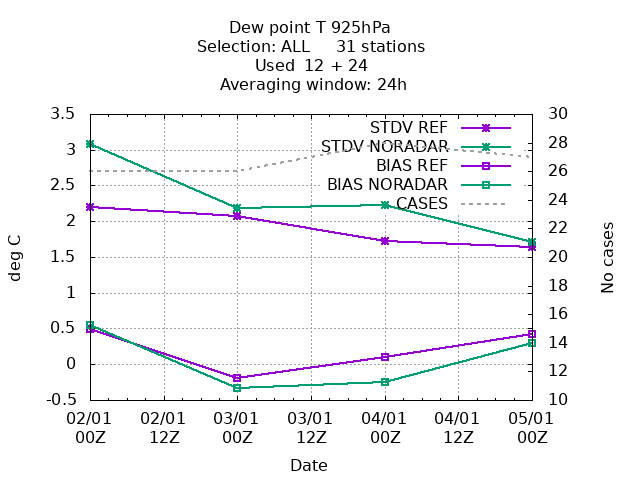 Dew point T 925hPa
Selection: ALL     31 stations
Used  12 + 24
Averaging window: 24h
3.5
3
2.5
2
1.5
1
0.5
0
-0.5
deg C
30
28
26
24
22
20
18
16
14
12
10
No cases
STDV REF
STDV NORADAR
BIAS REF
BIAS NORADAR
CASES
02/01 02/01 03/01 03/01 04/01 04/01 05/01
00Z 12Z 00Z 12Z 00Z 12Z 00Z
Date